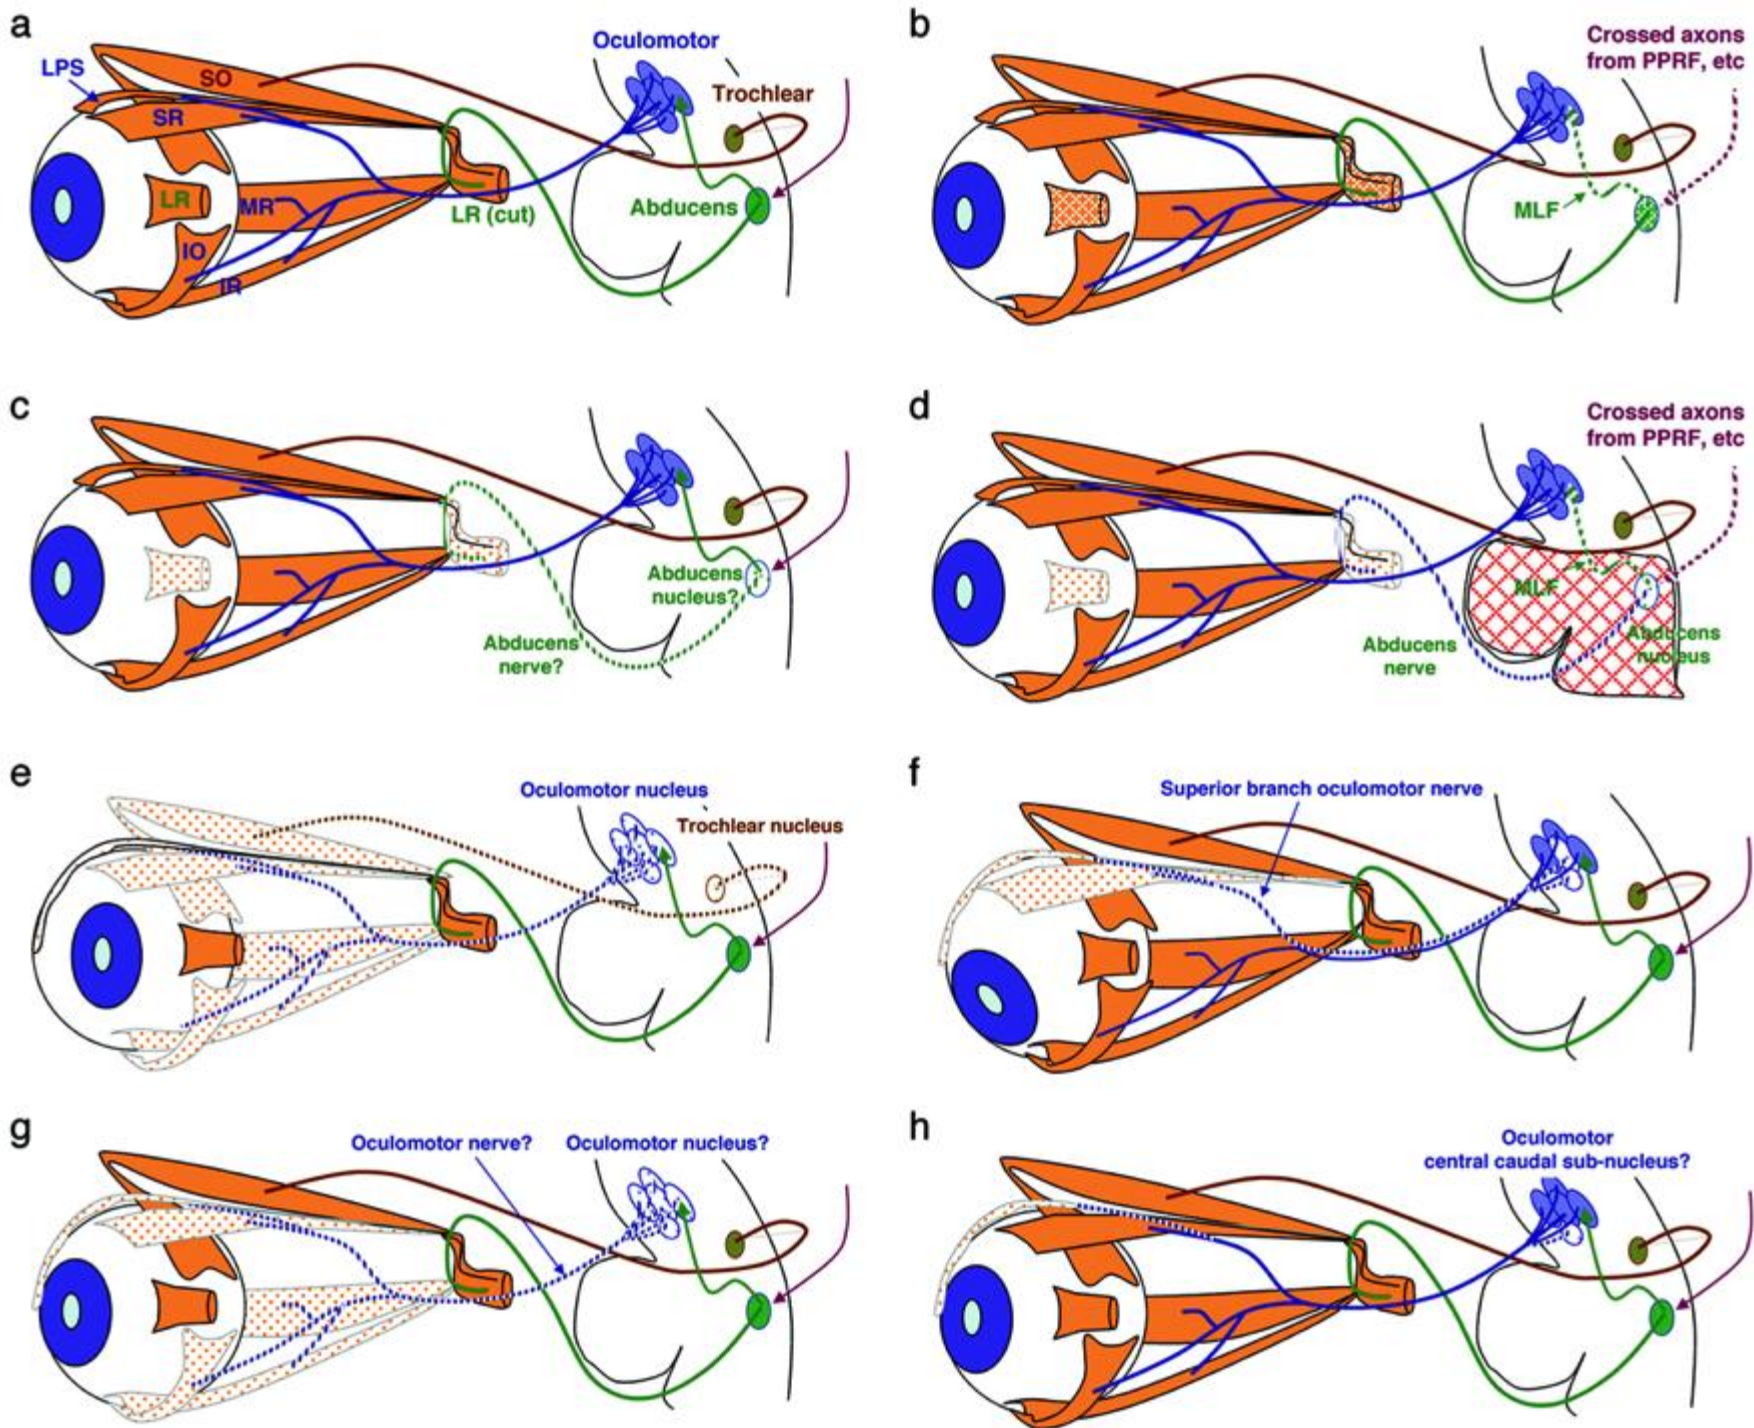 a
Oculomotor
LPS
SO
Trochlear
SR
LR
MR
LR (cut)
Abducens
IO
IR
b
Crossed axons
from PPRF, etc
MLF
c
Abducens
nucleus?
Abducens
nerve?
d
Crossed axons
from PPRF, etc
MLF
Abducens
nerve
Abducens
nucleus
e
Oculomotor nucleus
Trochlear nucleus
f
Superior branch oculomotor nerve
g
Oculomotor nerve?
Oculomotor nucleus?
h
Oculomotor
central caudal sub-nucleus?